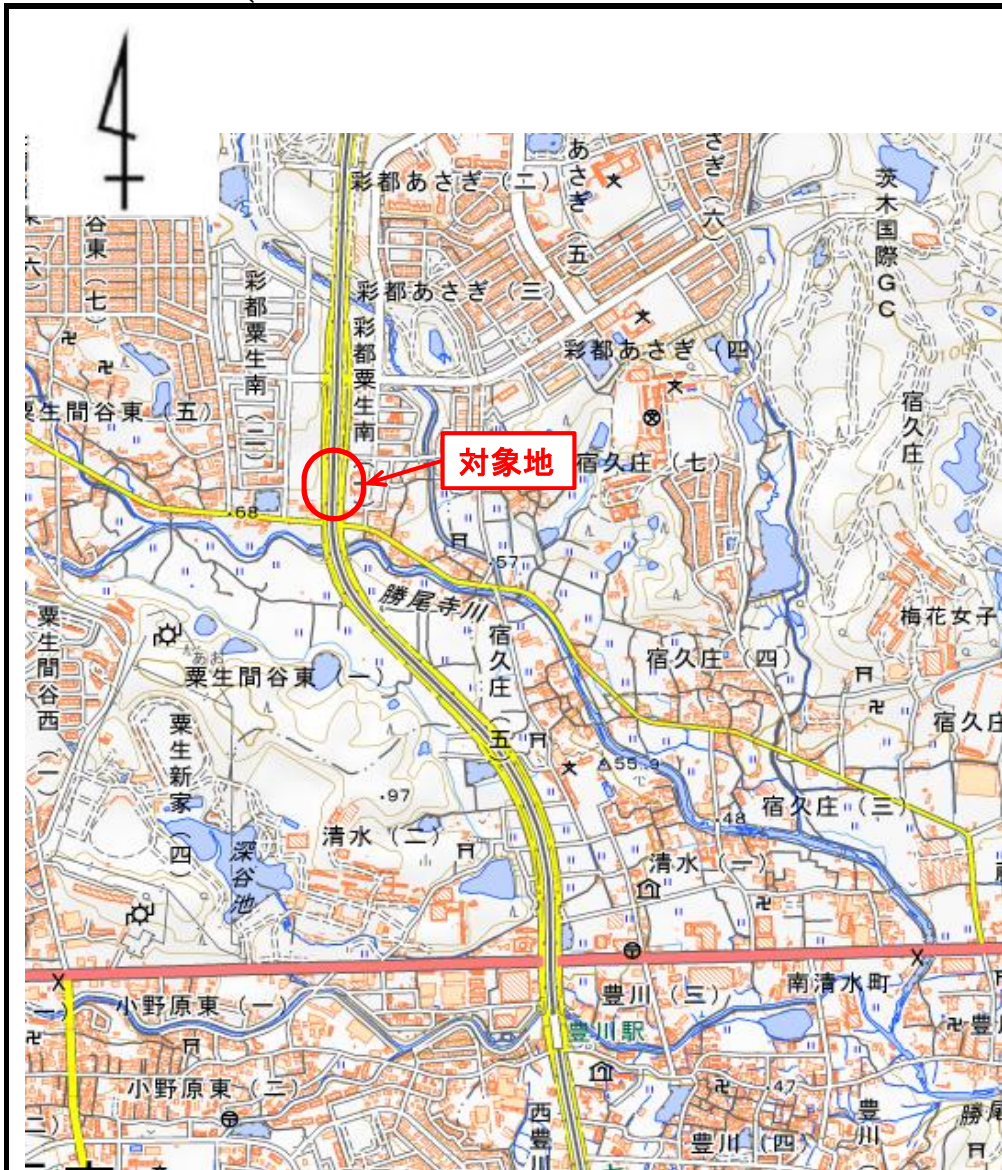 彩都あさぎ(二)
あさぎ(五)
さぎ(六)
茨木国際GC
谷東(七)
彩都粟生南(二)
彩都あさぎ(三)
彩都粟生南
彩都あさぎ(四
100
粟生間谷東(五)
宿久庄
対象地
宿久庄(七)
68
57
勝尾寺川
宿久庄(五)
粟生間谷西(一)
あお
粟生間谷東(一)
宿久庄(四)
梅花女子
粟生新家(四)
宿久庄
55.9
97
宿久庄(三)
48
清水(二)
深谷池
清水(一)
小野原東(一)
豊川(三)
南清水町
豊川駅
小野原東(二)
47
西豊川
豊川(四)
豊川
勝尾